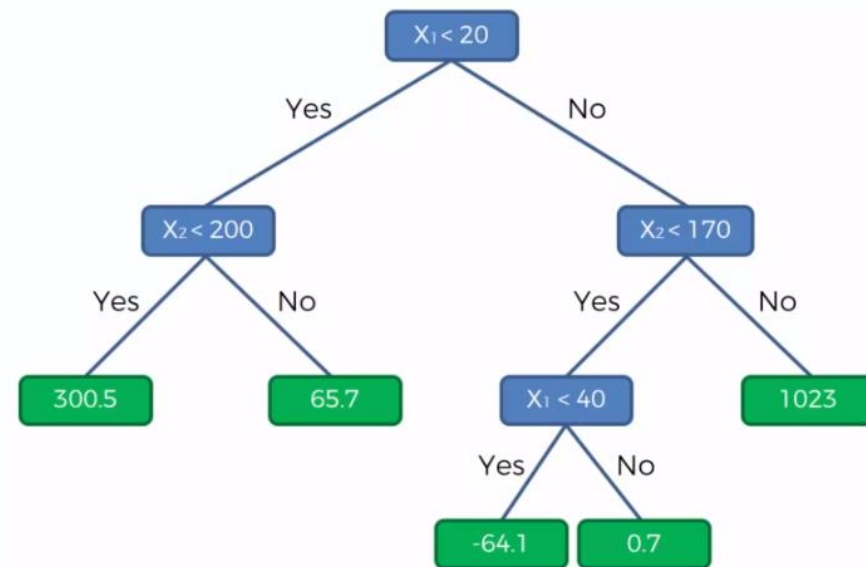 X₁ < 20
Yes
No
X₂ < 200
X₂ < 170
Yes
No
Yes
No
300.5
65.7
X₁ < 40
1023
Yes
No
-64.1
0.7